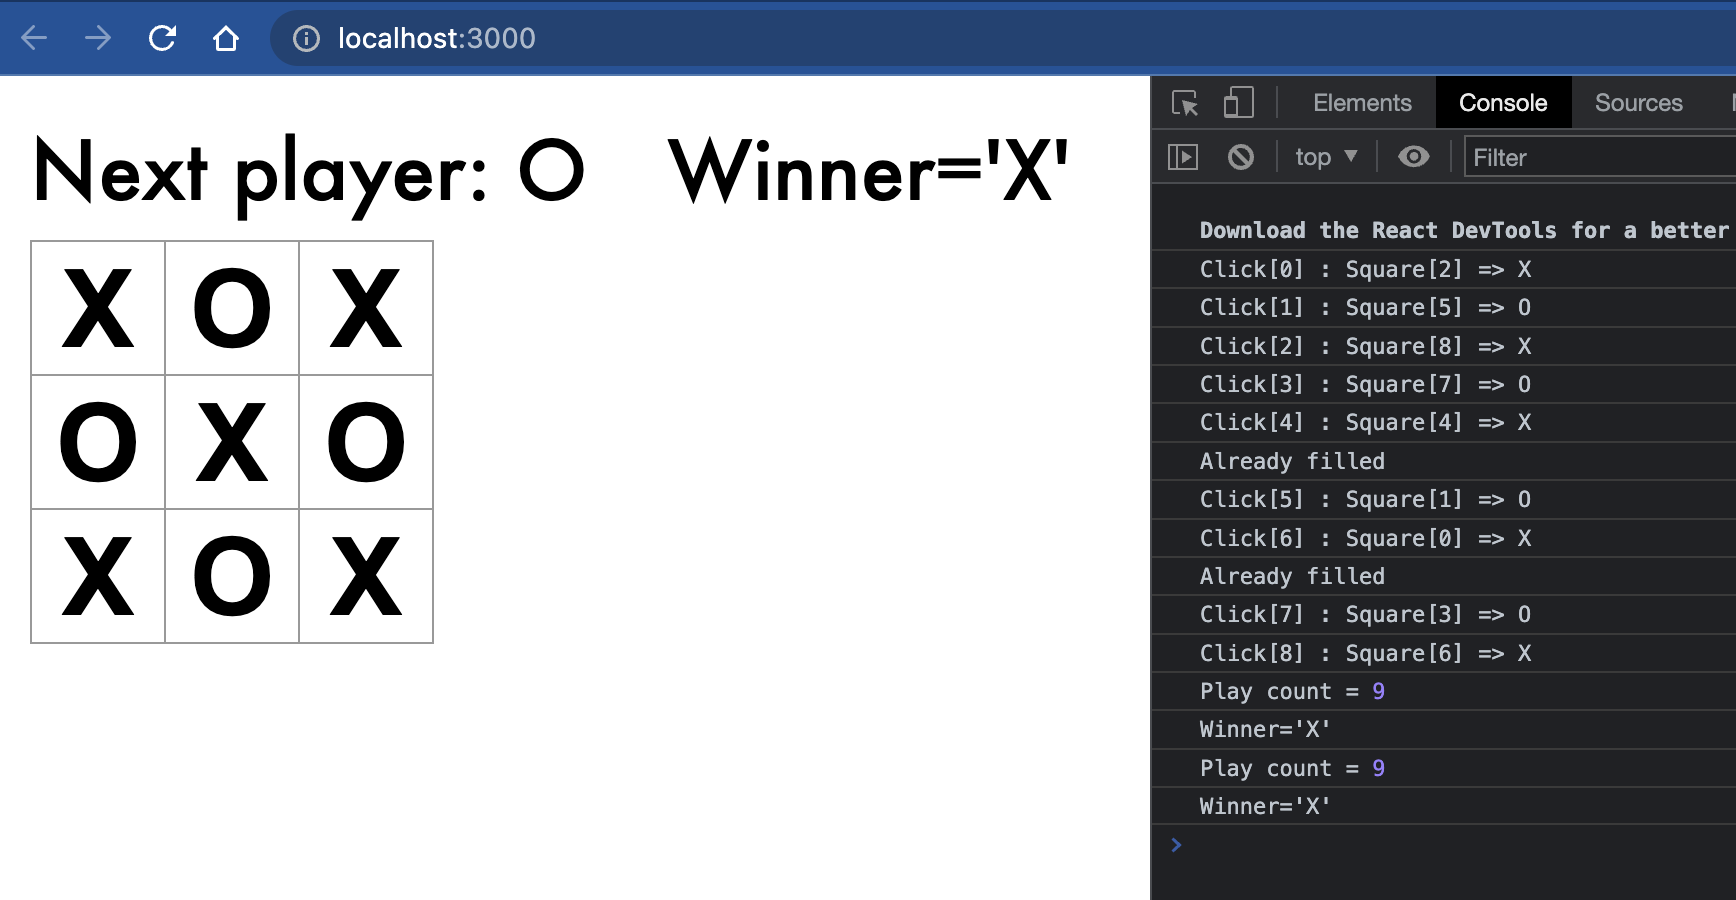 localhost:3000
Next player: O Winner='X'
X O X
O X O
X O X
Elements Console Sources
top Filter
Download the React DevTools for a better
Click[0] : Square[2] => X
Click[1] : Square[5] => O
Click[2] : Square[8] => X
Click[3] : Square[7] => O
Click[4] : Square[4] => X
Already filled
Click[5] : Square[1] => O
Click[6] : Square[0] => X
Already filled
Click[7] : Square[3] => O
Click[8] : Square[6] => X
Play count = 9
Winner='X'
Play count = 9
Winner='X'